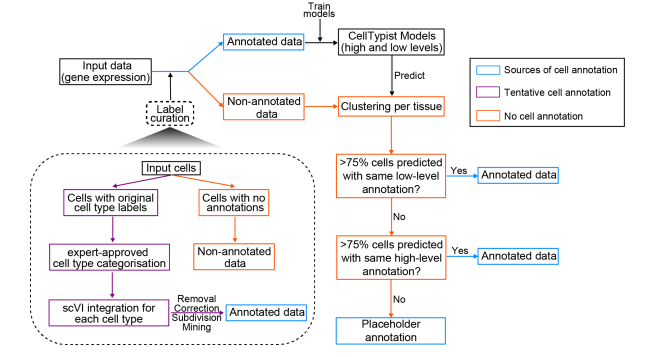 Train
models
Annotated data
CellTypist Models
(high and low levels)
Input data
(gene expression)
Predict
Sources of cell annotation
Tentative cell annotation
No cell annotation
Non-annotated
data
Clustering per tissue
Label
curation
Input cells
>75% cells predicted
with same low-level
annotation?
Yes
Annotated data
Cells with original
cell type labels
Cells with no
annotations
No
expert-approved
cell type categorisation
Non-annotated
data
>75% cells predicted
with same high-level
annotation?
Yes
Annotated data
scVI integration for
each cell type
Removal
Correction
Subdivision
Mining
Annotated data
No
Placeholder
annotation